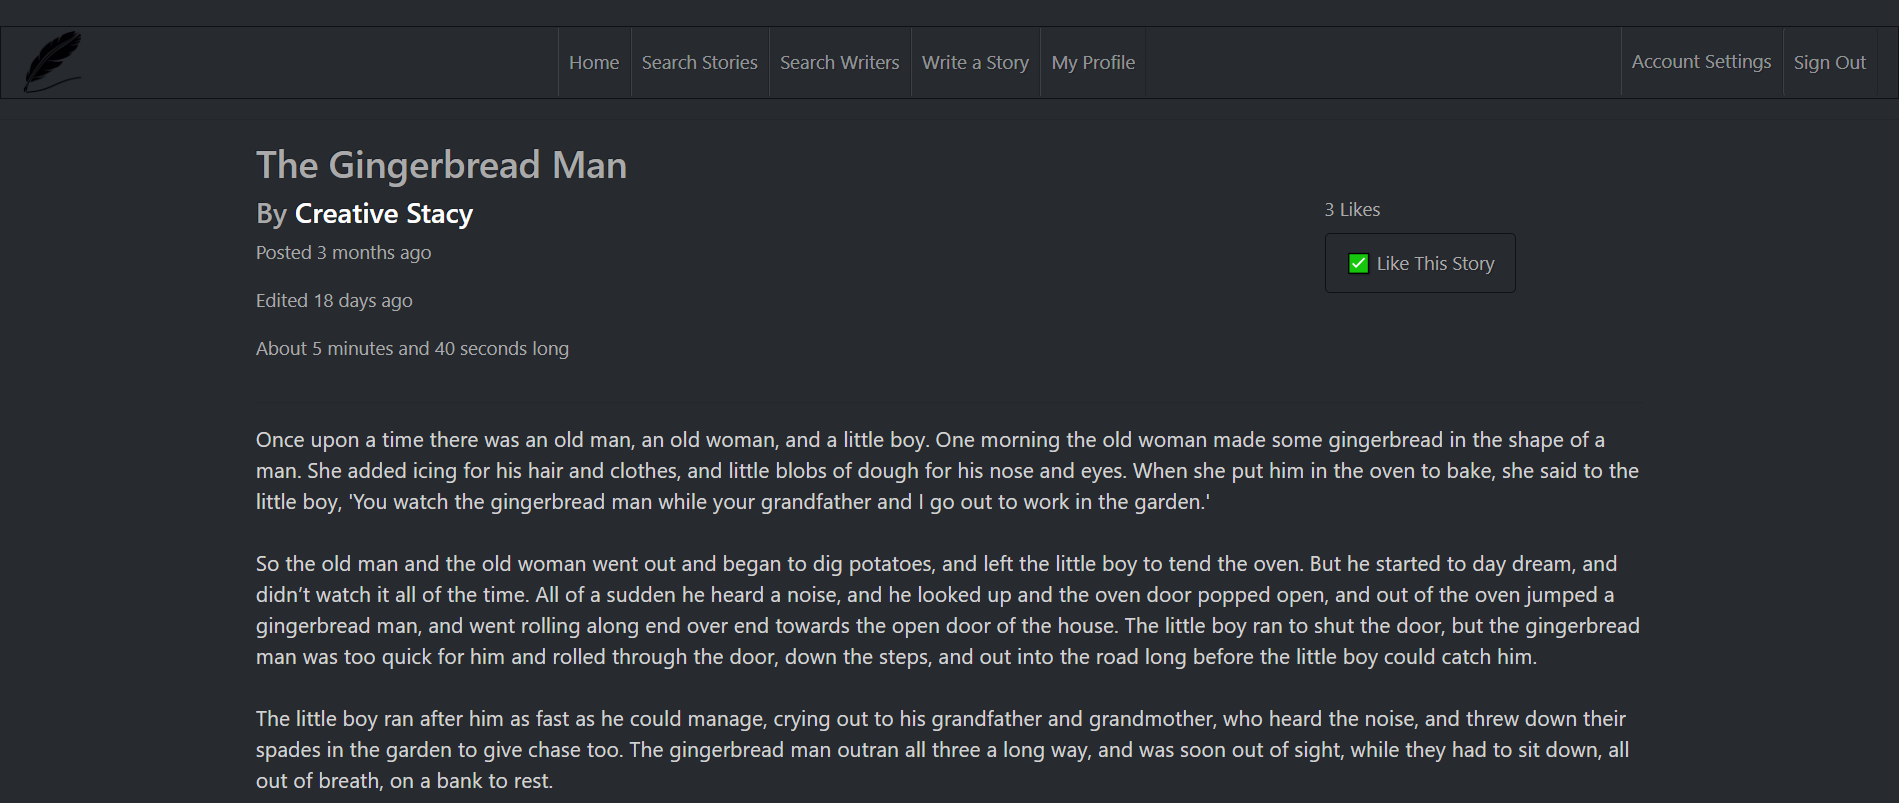 Home
Search Stories
Search Writers
Write a Story
My Profile
Account Settings
Sign Out
The Gingerbread Man
By Creative Stacy
Posted 3 months ago
Edited 18 days ago
About 5 minutes and 40 seconds long
3 Likes
Like This Story
Once upon a time there was an old man, an old woman, and a little boy. One morning the old woman made some gingerbread in the shape of a
man. She added icing for his hair and clothes, and little blobs of dough for his nose and eyes. When she put him in the oven to bake, she said to the
little boy, 'You watch the gingerbread man while your grandfather and I go out to work in the garden.'
So the old man and the old woman went out and began to dig potatoes, and left the little boy to tend the oven. But he started to day dream, and
didn’t watch it all of the time. All of a sudden he heard a noise, and he looked up and the oven door popped open, and out of the oven jumped a
gingerbread man, and went rolling along end over end towards the open door of the house. The little boy ran to shut the door, but the gingerbread
man was too quick for him and rolled through the door, down the steps, and out into the road long before the little boy could catch him.
The little boy ran after him as fast as he could manage, crying out to his grandfather and grandmother, who heard the noise, and threw down their
spades in the garden to give chase too. The gingerbread man outran all three a long way, and was soon out of sight, while they had to sit down, all
out of breath, on a bank to rest.